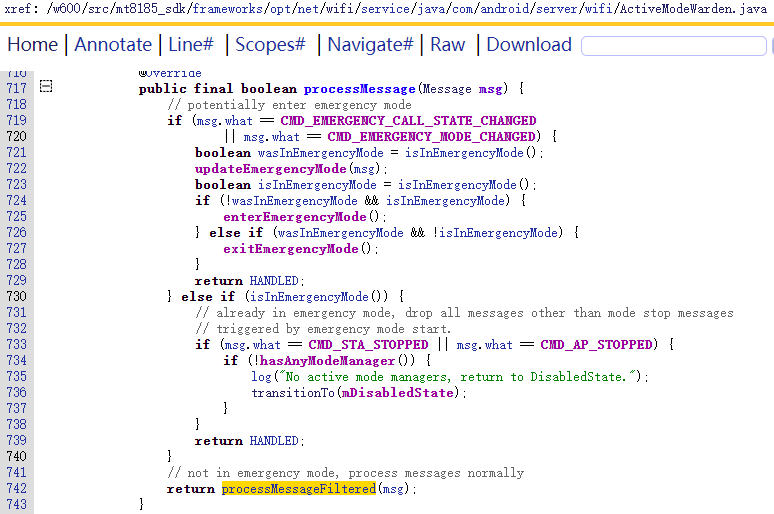 xref: /w600/src/mt8185_sdk/frameworks/opt/net/wifi/service/java/com/android/server/wifi/ActiveModeWarden.java
Home | Annotate | Line# | Scopes# | Navigate# | Raw | Download
716 @Override
717 public final boolean processMessage(Message msg) {
718 // potentially enter emergency mode
719 if (msg.what == CMD_EMERGENCY_CALL_STATE_CHANGED
720 || msg.what == CMD_EMERGENCY_MODE_CHANGED) {
721 boolean wasInEmergencyMode = isInEmergencyMode();
722 updateEmergencyMode(msg);
723 boolean isInEmergencyMode = isInEmergencyMode();
724 if (!wasInEmergencyMode && isInEmergencyMode) {
725 enterEmergencyMode();
726 } else if (wasInEmergencyMode && !isInEmergencyMode) {
727 exitEmergencyMode();
728 }
729 return HANDLED;
730 } else if (isInEmergencyMode()) {
731 // already in emergency mode, drop all messages other than mode stop messages
732 // triggered by emergency mode start.
733 if (msg.what == CMD_STA_STOPPED || msg.what == CMD_AP_STOPPED) {
734 if (!hasAnyModeManager()) {
735 log("No active mode managers, return to DisabledState.");
736 transitionTo(mDisabledState);
737 }
738 }
739 return HANDLED;
740 }
741 // not in emergency mode, process messages normally
742 return processMessageFiltered(msg);
743 }